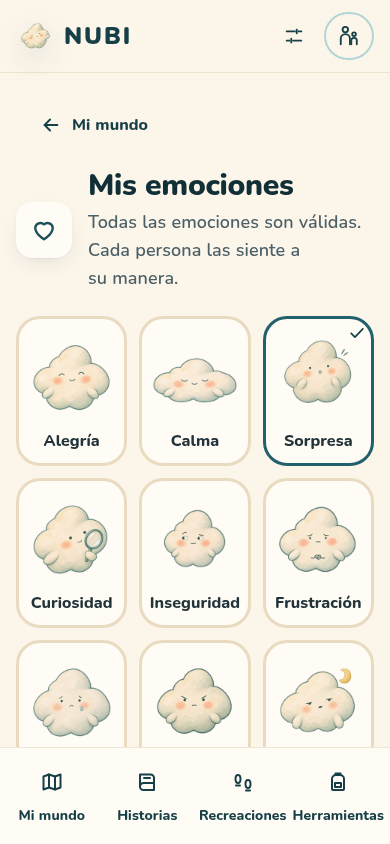 NUBI
Mi mundo
Mis emociones
Todas las emociones son válidas.
Cada persona las siente a
su manera.
Alegría
Calma
Sorpresa
Curiosidad
Inseguridad
Frustración
Mi mundo
Historias
Recreaciones
Herramientas